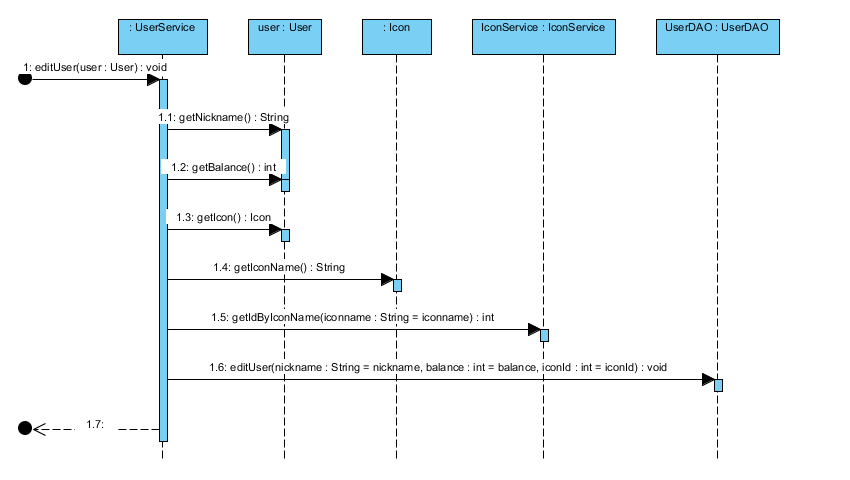 : UserService
user : User
: Icon
IconService : IconService
UserDAO : UserDAO
1: editUser(user : User) : void
1.1: getNickname() : String
1.2: getBalance() : int
1.3: getIcon() : Icon
1.4: getIconName() : String
1.5: getIdByIconName(iconname : String = iconname) : int
1.6: editUser(nickname : String = nickname, balance : int = balance, iconId : int = iconId) : void
1.7: